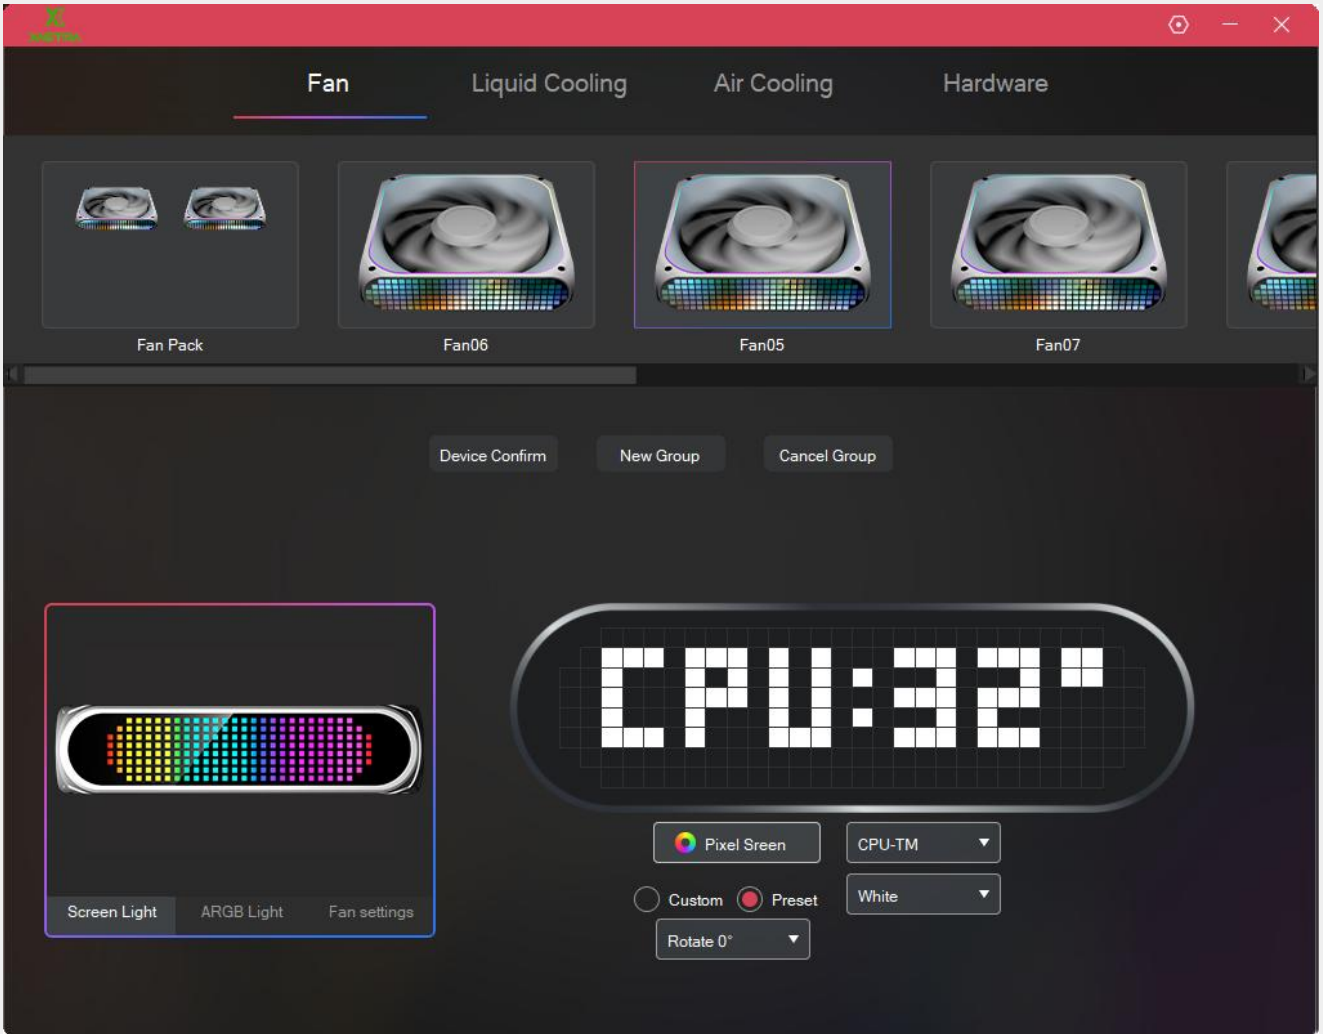 Fan Liquid Cooling Air Cooling Hardware
Fan Pack Fan06 Fan05 Fan07
Device Confirm New Group Cancel Group
CPU:32°
Pixel Sreen CPU-TM
Custom Preset White
Screen Light ARGB Light Fan settings
Rotate 0°